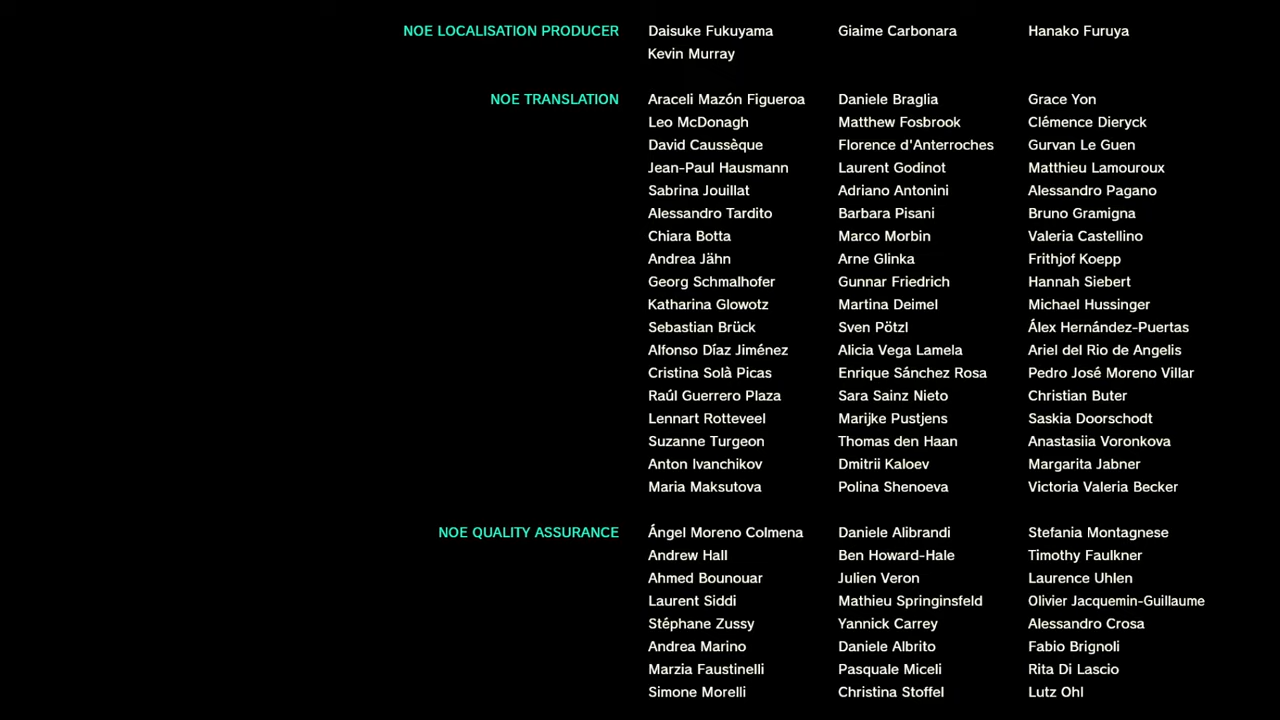 NOE LOCALISATION PRODUCER Daisuke Fukuyama Giaime Carbonara Hanako Furuya
Kevin Murray
NOE TRANSLATION Araceli Mazón Figueroa Daniele Braglia Grace Yon
Leo McDonagh Matthew Fosbrook Clémence Dieryck
David Caussèque Florence d'Anterroches Gurvan Le Guen
Jean-Paul Hausmann Laurent Godinot Matthieu Lamouroux
Sabrina Jouillat Adriano Antonini Alessandro Pagano
Alessandro Tardito Barbara Pisani Bruno Gramigna
Chiara Botta Marco Morbin Valeria Castellino
Andrea Jähn Arne Glinka Frithjof Koepp
Georg Schmalhofer Gunnar Friedrich Hannah Siebert
Katharina Glowotz Martina Deimel Michael Hussinger
Sebastian Brück Sven Pötzl Álex Hernández-Puertas
Alfonso Díaz Jiménez Alicia Vega Lamela Ariel del Rio de Angelis
Cristina Solà Picas Enrique Sánchez Rosa Pedro José Moreno Villar
Raúl Guerrero Plaza Sara Sainz Nieto Christian Buter
Lennart Rotteveel Marijke Pustjens Saskia Doorschodt
Suzanne Turgeon Thomas den Haan Anastasiia Voronkova
Anton Ivanchikov Dmitrii Kaloev Margarita Jabner
Maria Maksutova Polina Shenoeva Victoria Valeria Becker
NOE QUALITY ASSURANCE Ángel Moreno Colmena Daniele Alibrandi Stefania Montagnese
Andrew Hall Ben Howard-Hale Timothy Faulkner
Ahmed Bounouar Julien Veron Laurence Uhlen
Laurent Siddi Mathieu Springinsfeld Olivier Jacquemin-Guillaume
Stéphane Zussy Yannick Carrey Alessandro Crosa
Andrea Marino Daniele Albrito Fabio Brignoli
Marzia Faustinelli Pasquale Miceli Rita Di Lascio
Simone Morelli Christina Stoffel Lutz Ohl